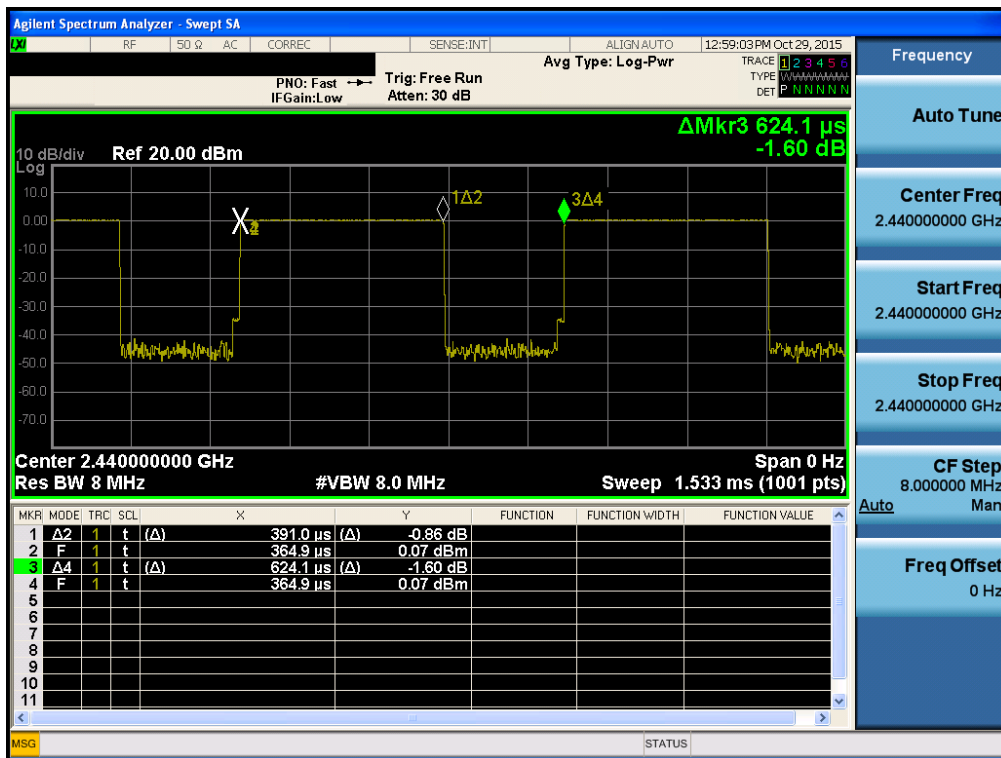 Agilent Spectrum Analyzer - Swept SA
LXI RF 50 Ω AC CORREC SENSE:INT ALIGN AUTO 12:59:03 PM Oct 29, 2015
PNO: Fast Trig: Free Run Avg Type: Log-Pwr TRACE 1 2 3 4 5 6
TYPE
IFGain:Low Atten: 30 dB DET P N N N N N
ΔMkr3 624.1 µs
-1.60 dB
10 dB/div Ref 20.00 dBm
Log
10.0
0.00
-10.0
-20.0
-30.0
-40.0
-50.0
-60.0
-70.0
1Δ2
3Δ4
Center 2.440000000 GHz Span 0 Hz
Res BW 8 MHz #VBW 8.0 MHz Sweep 1.533 ms (1001 pts)
MKR MODE TRC SCL X Y FUNCTION FUNCTION WIDTH FUNCTION VALUE
1 Δ2 1 t (Δ) 391.0 µs (Δ) -0.86 dB
2 F 1 t 364.9 µs 0.07 dBm
3 Δ4 1 t (Δ) 624.1 µs (Δ) -1.60 dB
4 F 1 t 364.9 µs 0.07 dBm
5
6
7
8
9
10
11
MSG STATUS
Frequency
Auto Tune
Center Freq
2.440000000 GHz
Start Freq
2.440000000 GHz
Stop Freq
2.440000000 GHz
CF Step
8.000000 MHz
Auto Man
Freq Offset
0 Hz